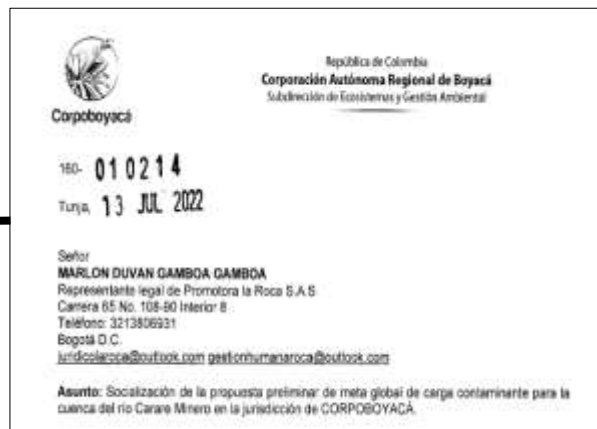 República de Colombia
Corporación Autónoma Regional de Boyacá
Subdirección de Ecosistemas y Gestión Ambiental
Corpoboyacá
160- 010214
Tunja, 13 JUL 2022
Señor
MARLON DUVAN GAMBOA GAMBOA
Representante legal de Promotora la Roca S.A.S
Carrera 65 No. 108-90 Interior 8
Teléfono: 3213806931
Bogotá D.C.
juridicolaroca@outlook.com gestionhumanaroca@outlook.com
Asunto: Socialización de la propuesta preliminar de meta global de carga contaminante para la
cuenca del río Carare Minero en la jurisdicción de CORPOBOYACÁ.